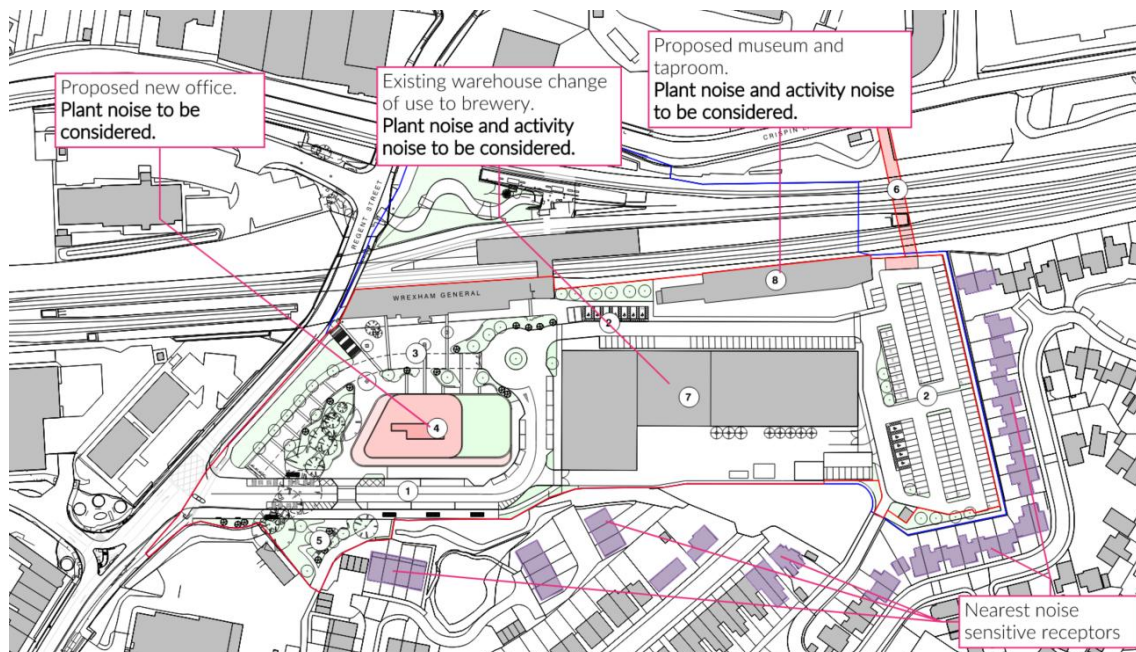 Proposed new office.
Plant noise to be
considered.
Existing warehouse change
of use to brewery.
Plant noise and activity
noise to be considered.
Proposed museum and
taproom.
Plant noise and activity noise
to be considered.
CRISPIN
REGENT STREET
6
WREXHAM GENERAL
8
2
3
7
2
4
1
5
Nearest noise
sensitive receptors